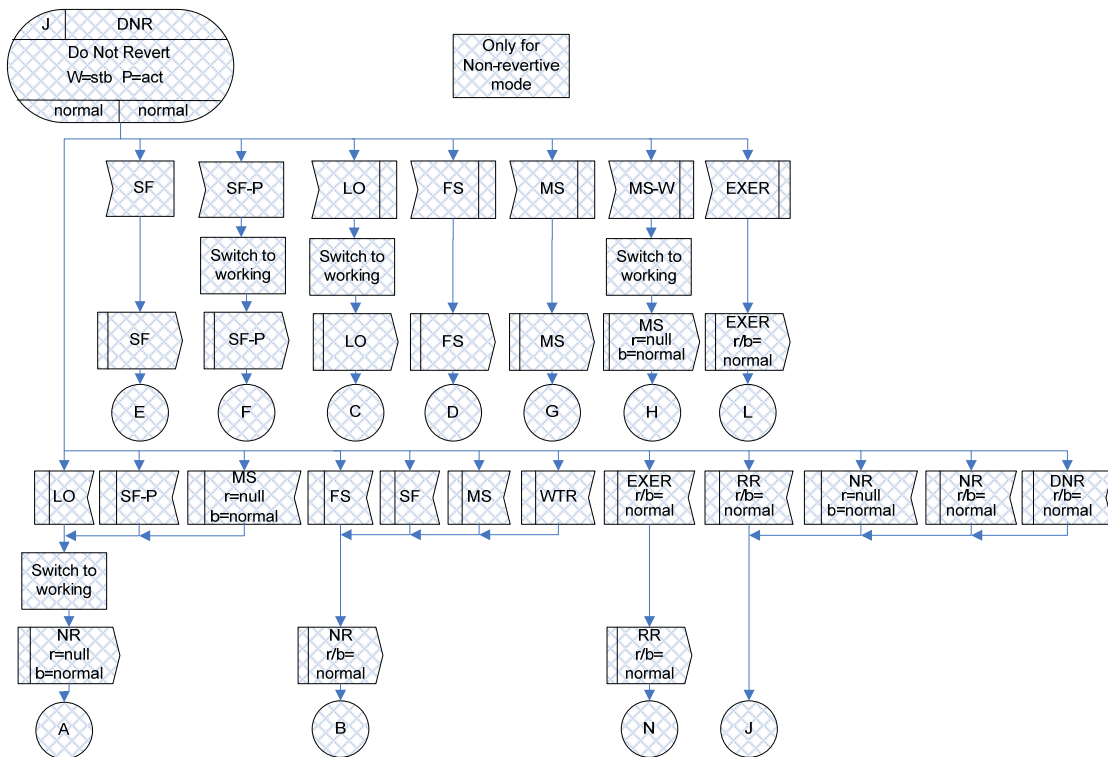 J DNR
Do Not Revert
W=stb P=act
normal normal
Only for
Non-revertive
mode
SF SF-P LO FS MS MS-W EXER
Switch to
working
Switch to
working
Switch to
working
SF SF-P LO FS MS
MS
r=null
b=normal
EXER
r/b=
normal
E F C D G H L
LO SF-P
MS
r=null
b=normal
FS SF MS WTR
EXER
r/b=
normal
RR
r/b=
normal
NR
r=null
b=normal
NR
r/b=
normal
DNR
r/b=
normal
Switch to
working
NR
r=null
b=normal
NR
r/b=
normal
RR
r/b=
normal
A B N J